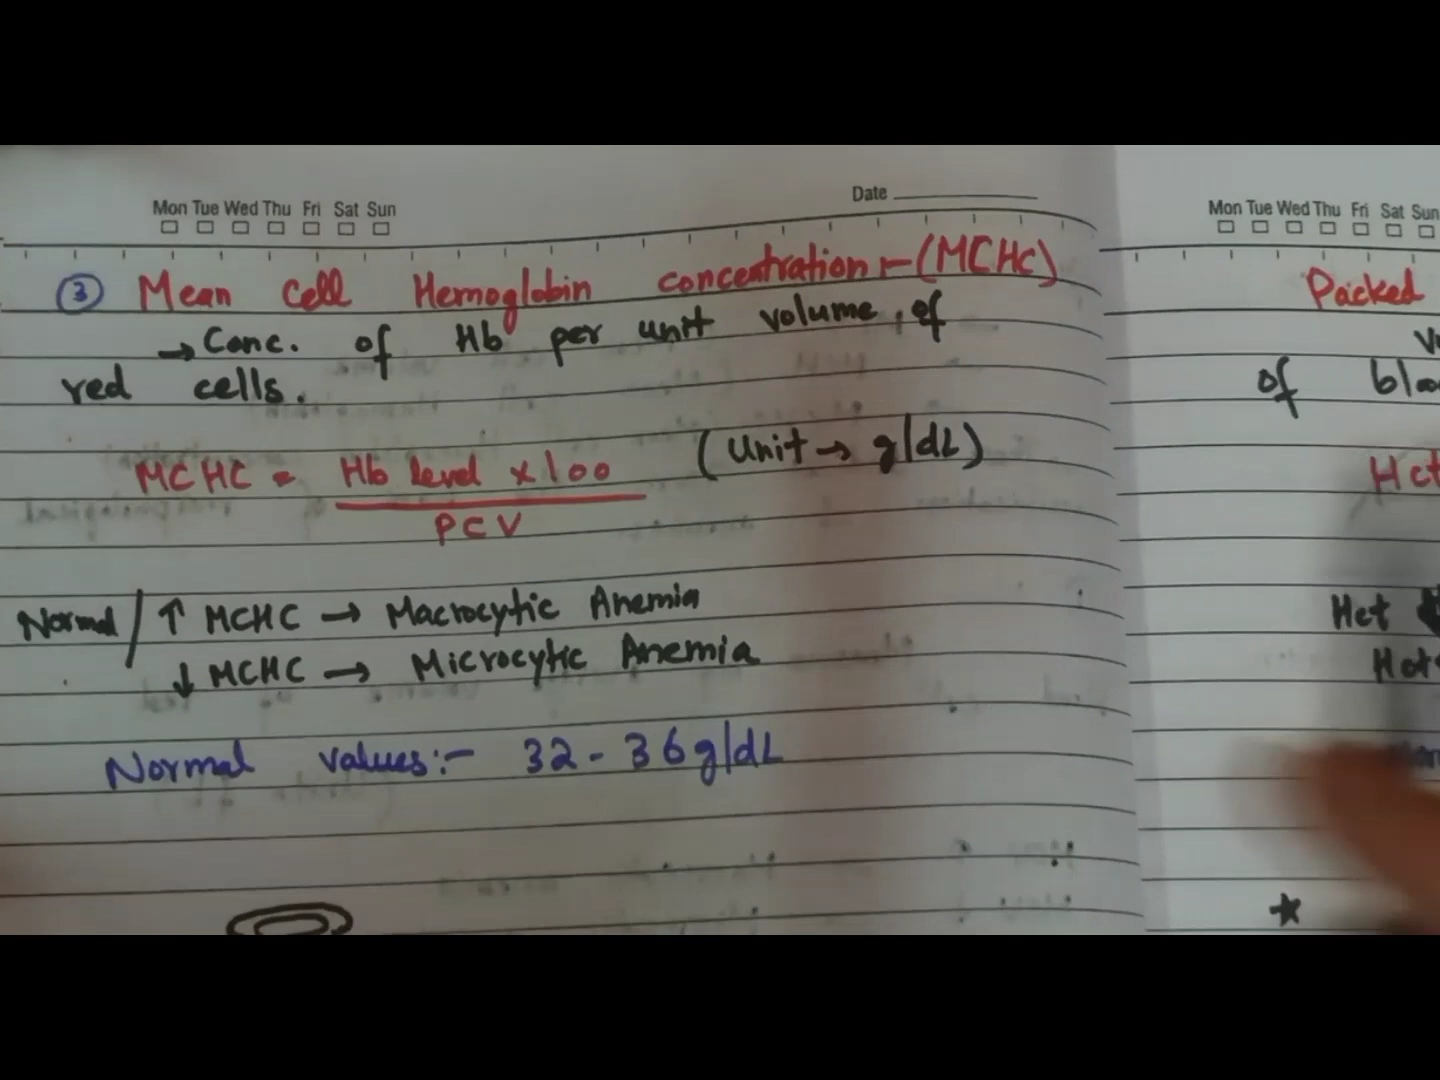 Date
Mon Tue Wed Thu Fri Sat Sun
③ Mean cell Hemoglobin concentration :- (MCHC)
→ Conc. of Hb per unit volume of
red cells.
MCHC = Hb level x 100 (Unit → g/dL)
PCV
Normal / ↑ MCHC → Macrocytic Anemia
↓ MCHC → Microcytic Anemia
Normal values:- 32 - 36 g/dL
Mon Tue Wed Thu Fri Sat Sun
Packed
of
Hct
Hct
Hct